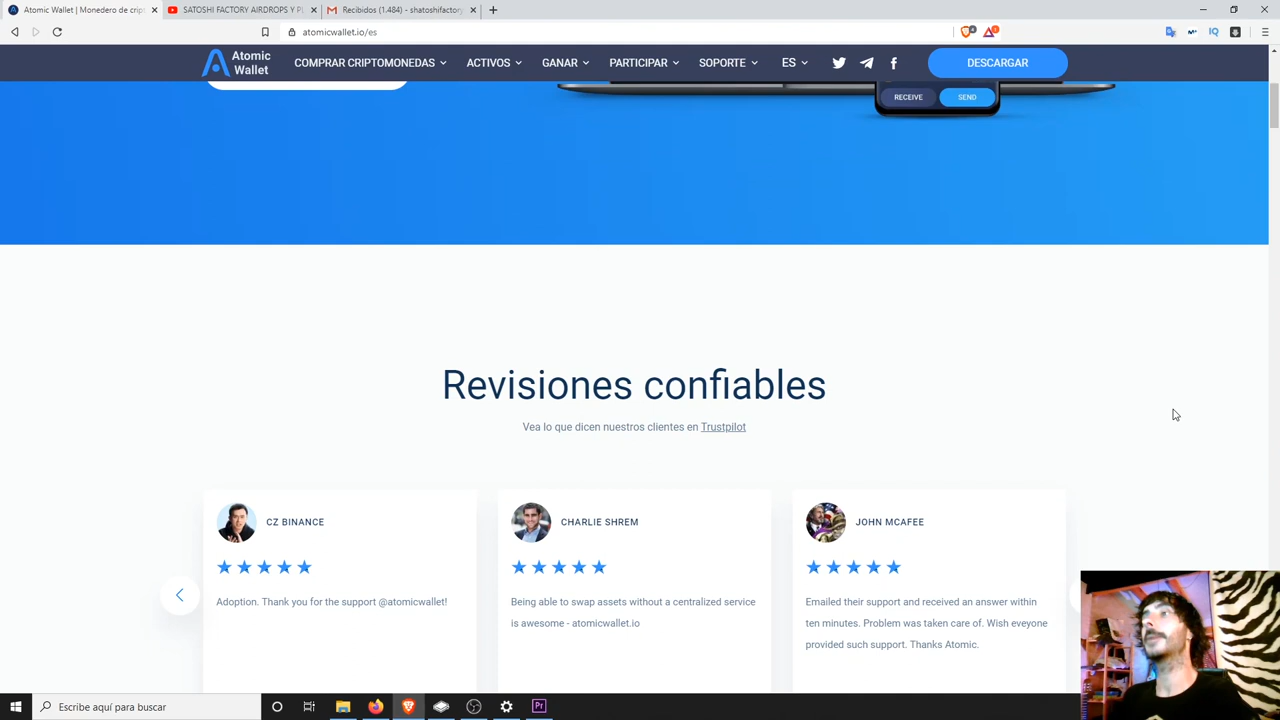 Atomic Wallet | Monedero de crip
SATOSHI FACTORY AIRDROPS Y P
Recibidos (1.484) - shatoshifactory
atomicwallet.io/es
Atomic
Wallet
COMPRAR CRIPTOMONEDAS
ACTIVOS
GANAR
PARTICIPAR
SOPORTE
ES
DESCARGAR
RECEIVE
SEND
Revisiones confiables
Vea lo que dicen nuestros clientes en Trustpilot
CZ BINANCE
CHARLIE SHREM
JOHN MCAFEE
Adoption. Thank you for the support @atomicwallet!
Being able to swap assets without a centralized service
is awesome - atomicwallet.io
Emailed their support and received an answer within
ten minutes. Problem was taken care of. Wish eveyone
provided such support. Thanks Atomic.
Escribe aquí para buscar